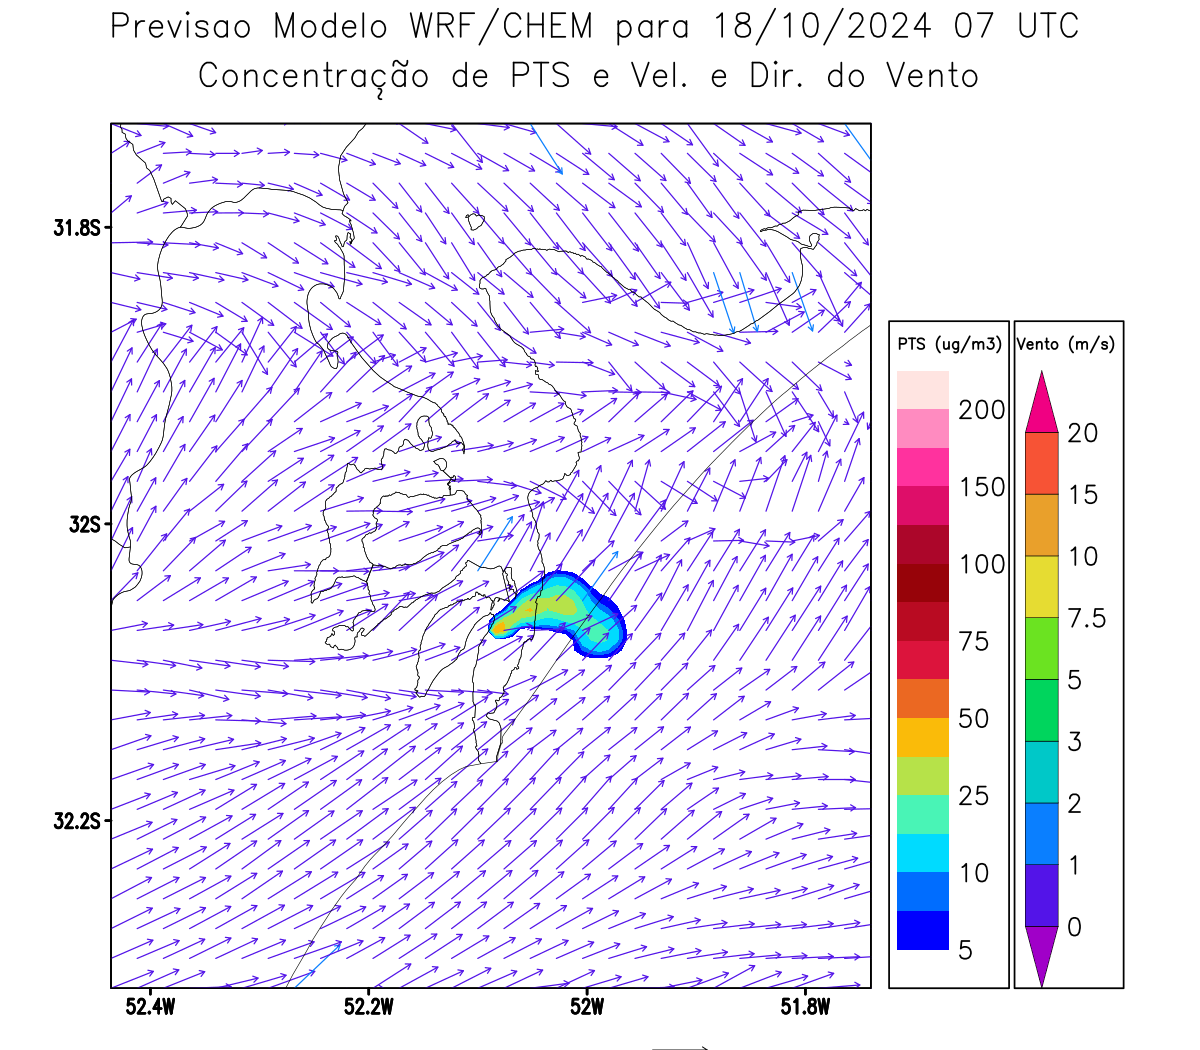 Previsao Modelo WRF/CHEM para 18/10/2024 07 UTC
Concentração de PTS e Vel. e Dir. do Vento
31.8S
32S
32.2S
52.4W
52.2W
52W
51.8W
PTS (ug/m3)
200
150
100
75
50
25
10
5
Vento (m/s)
20
15
10
7.5
5
3
2
1
0